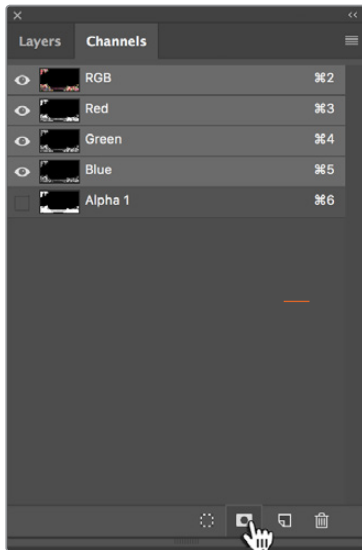 Layers Channels
RGB ⌘2
Red ⌘3
Green ⌘4
Blue ⌘5
Alpha 1 ⌘6